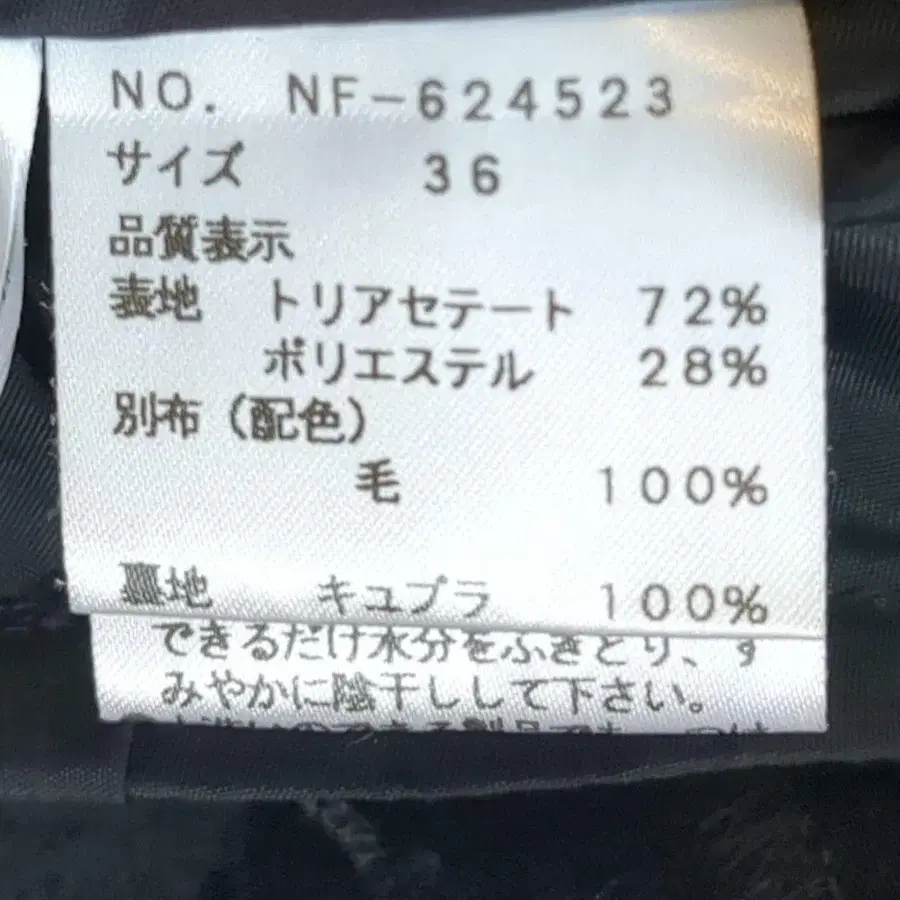 NO. NF-624523
サイズ 36
品質表示
表地 トリアセテート 72%
ポリエステル 28%
別布(配色)
毛 100%
裏地 キュプラ 100%
できるだけ水分をふきとり、す
みやかに陰干しして下さい。